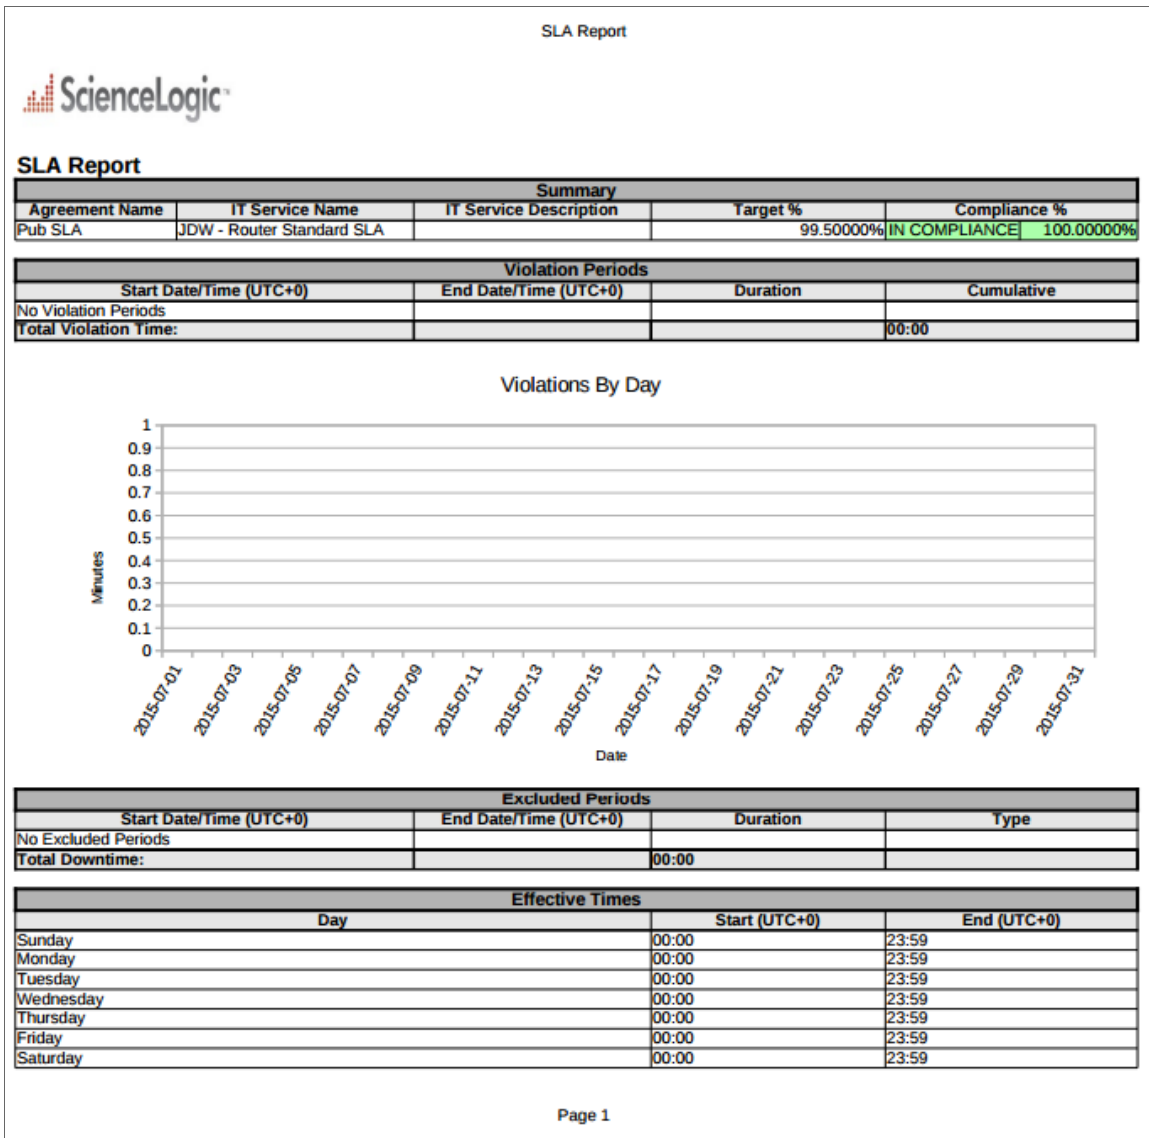 SLA Report
ScienceLogic™
SLA Report
Summary
Agreement Name IT Service Name IT Service Description Target % Compliance %
Pub SLA JDW - Router Standard SLA 99.50000% IN COMPLIANCE 100.00000%
Violation Periods
Start Date/Time (UTC+0) End Date/Time (UTC+0) Duration Cumulative
No Violation Periods
Total Violation Time: 00:00
Violations By Day
1
0.9
0.8
0.7
0.6
0.5
0.4
0.3
0.2
0.1
0
Minutes
2015-07-01 2015-07-03 2015-07-05 2015-07-07 2015-07-09 2015-07-11 2015-07-13 2015-07-15 2015-07-17 2015-07-19 2015-07-21 2015-07-23 2015-07-25 2015-07-27 2015-07-29 2015-07-31
Date
Excluded Periods
Start Date/Time (UTC+0) End Date/Time (UTC+0) Duration Type
No Excluded Periods
Total Downtime: 00:00
Effective Times
Day Start (UTC+0) End (UTC+0)
Sunday 00:00 23:59
Monday 00:00 23:59
Tuesday 00:00 23:59
Wednesday 00:00 23:59
Thursday 00:00 23:59
Friday 00:00 23:59
Saturday 00:00 23:59
Page 1